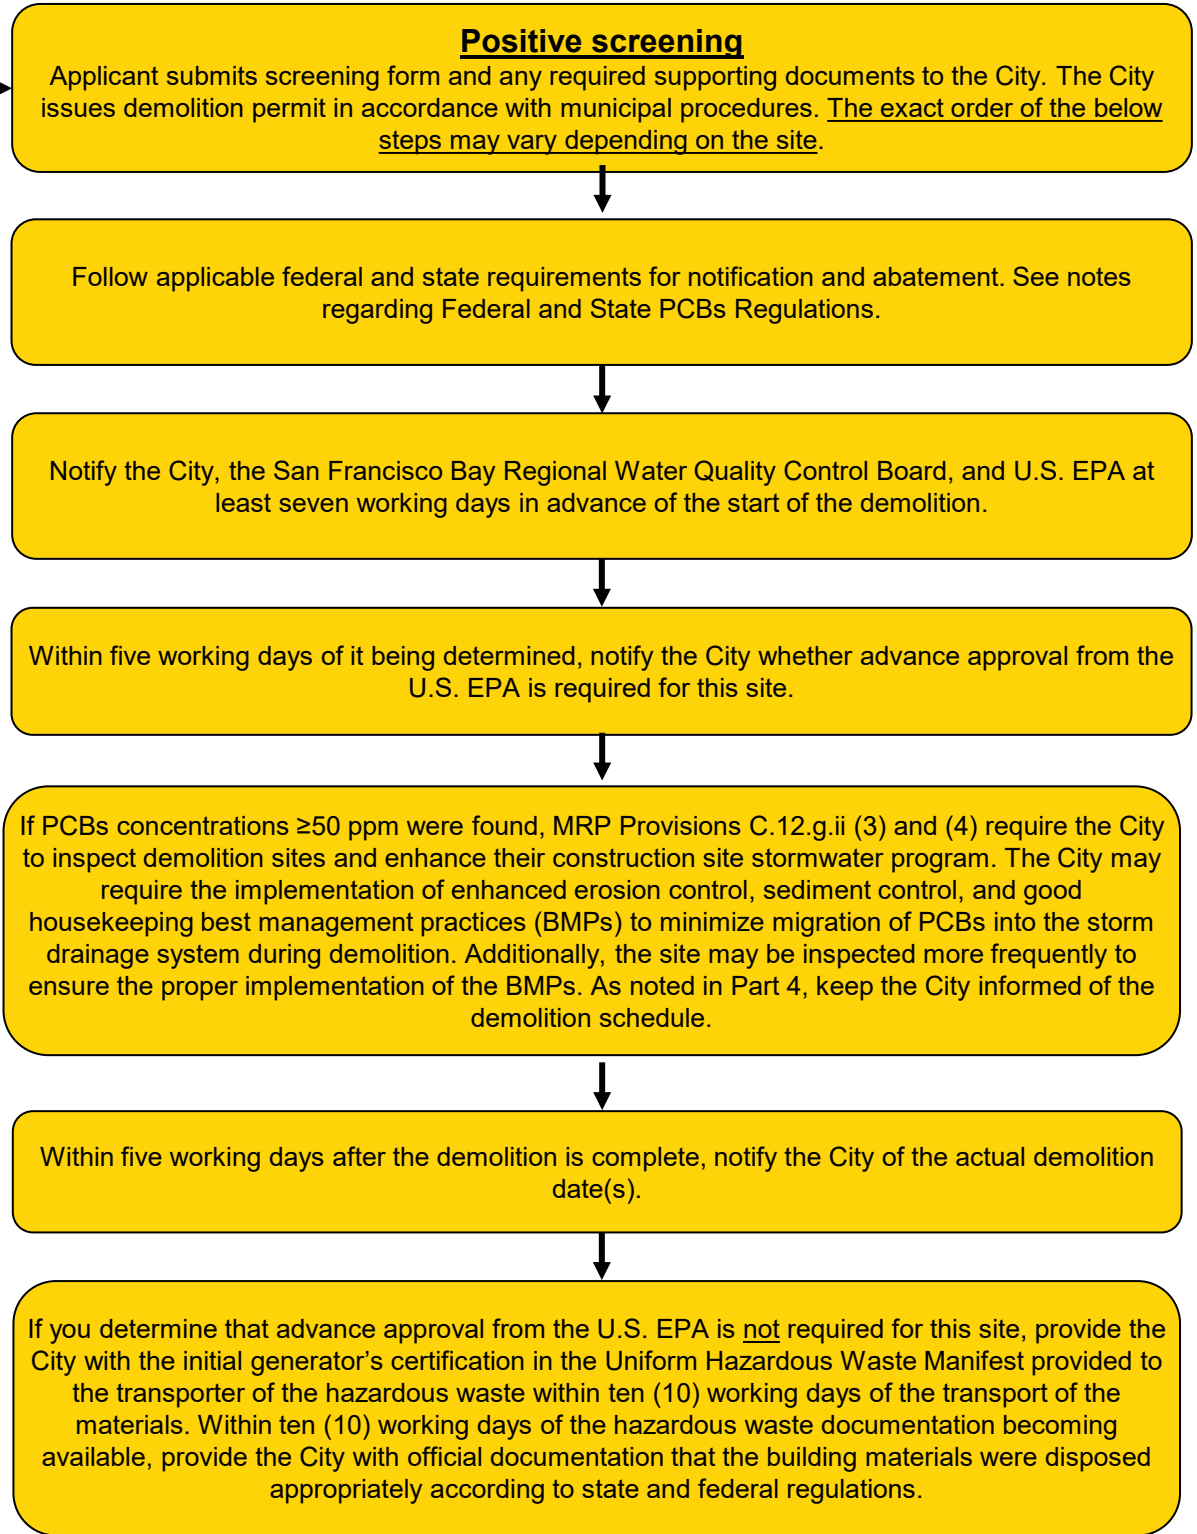 Positive screening
Applicant submits screening form and any required supporting documents to the City. The City
issues demolition permit in accordance with municipal procedures. The exact order of the below
steps may vary depending on the site.
Follow applicable federal and state requirements for notification and abatement. See notes
regarding Federal and State PCBs Regulations.
Notify the City, the San Francisco Bay Regional Water Quality Control Board, and U.S. EPA at
least seven working days in advance of the start of the demolition.
Within five working days of it being determined, notify the City whether advance approval from the
U.S. EPA is required for this site.
If PCBs concentrations ≥50 ppm were found, MRP Provisions C.12.g.ii (3) and (4) require the City
to inspect demolition sites and enhance their construction site stormwater program. The City may
require the implementation of enhanced erosion control, sediment control, and good
housekeeping best management practices (BMPs) to minimize migration of PCBs into the storm
drainage system during demolition. Additionally, the site may be inspected more frequently to
ensure the proper implementation of the BMPs. As noted in Part 4, keep the City informed of the
demolition schedule.
Within five working days after the demolition is complete, notify the City of the actual demolition
date(s).
If you determine that advance approval from the U.S. EPA is not required for this site, provide the
City with the initial generator’s certification in the Uniform Hazardous Waste Manifest provided to
the transporter of the hazardous waste within ten (10) working days of the transport of the
materials. Within ten (10) working days of the hazardous waste documentation becoming
available, provide the City with official documentation that the building materials were disposed
appropriately according to state and federal regulations.